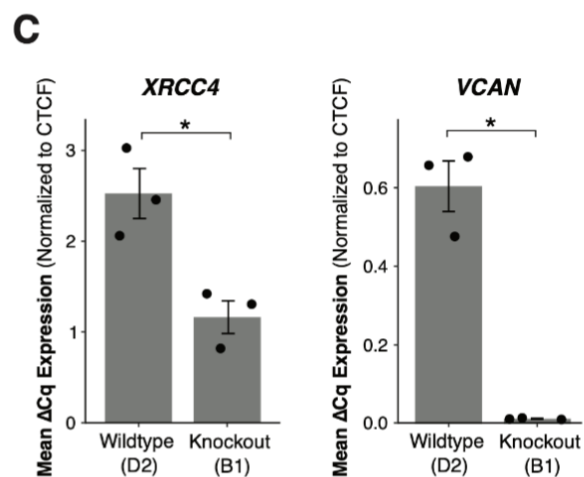 C
XRCC4
VCAN
Mean ΔCq Expression (Normalized to CTCF)
3
2
1
0
*
Wildtype
(D2)
Knockout
(B1)
Mean ΔCq Expression (Normalized to CTCF)
0.6
0.4
0.2
0.0
*
Wildtype
(D2)
Knockout
(B1)